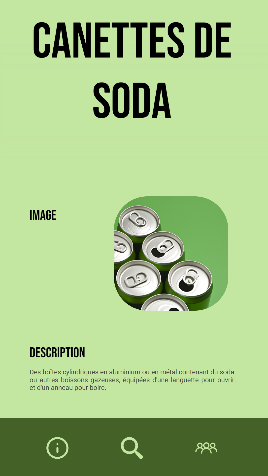 CANETTES DE
SODA
IMAGE
DESCRIPTION
Des boîtes cylindriques en aluminium ou en métal contenant du soda
ou autres boissons gazeuses, équipées d'une languette pour ouvrir
et d'un anneau pour boire.